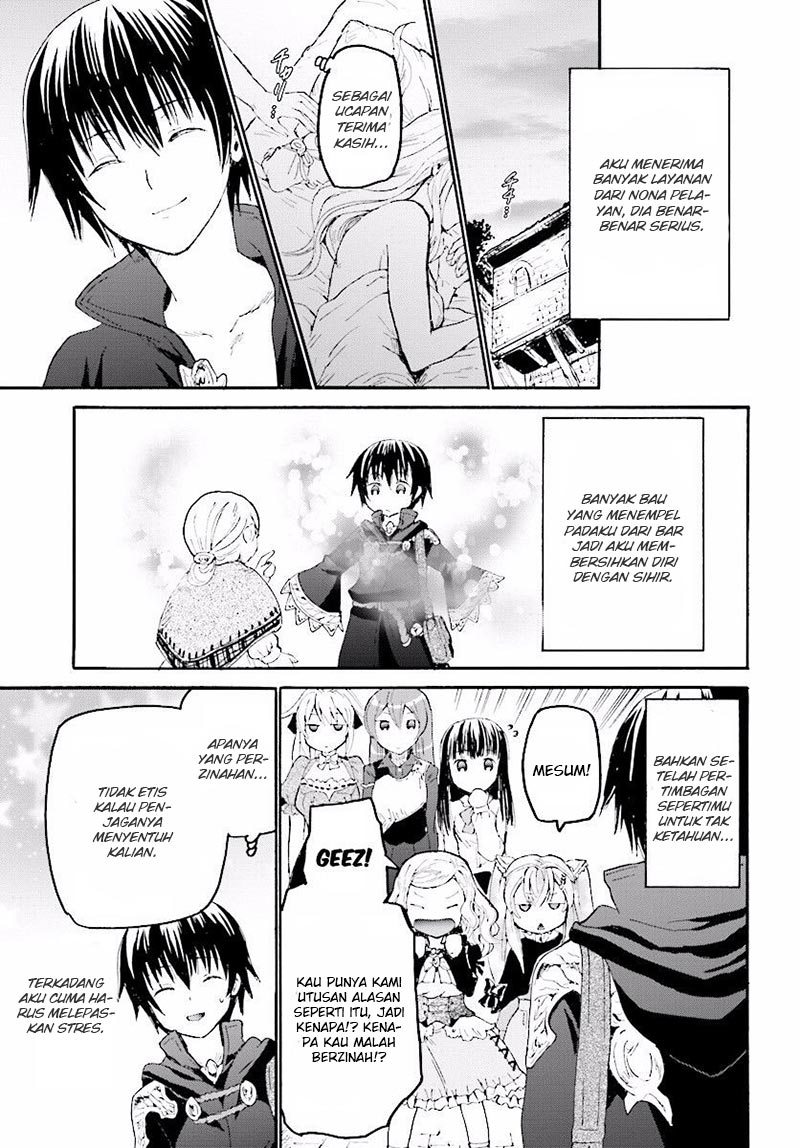 AKU MENERIMA
BANYAK LAYANAN
DARI NONA PELA-
YAN, DIA BENAR-
BENAR SERIUS.
チチ…
SEBAGAI
UCAPAN
TERIMA
KASIH...
BANYAK BAU
YANG MENEMPEL
PADAKU DARI BAR
JADI AKU MEM-
BERSIHKAN DIRI
DENGAN SIHIR.
BAHKAN SE-
TELAH PER-
TIMBAGAN
SEPERTIMU
UNTUK TAK
KETAHUAN...
MESUM!
GEEZ!
KAU PUNYA KAMI
UTUSAN ALASAN
SEPERTI ITU, JADI
KENAPA!? KENA-
PA KAU MALAH
BERZINAH!?
APANYA
YANG PER-
ZINAHAN...
TIDAK ETIS
KALAU PEN-
JAGANYA
MENYENTUH
KALIAN.
TERKADANG
AKU CUMA HA-
RUS MELEPAS-
KAN STRES.